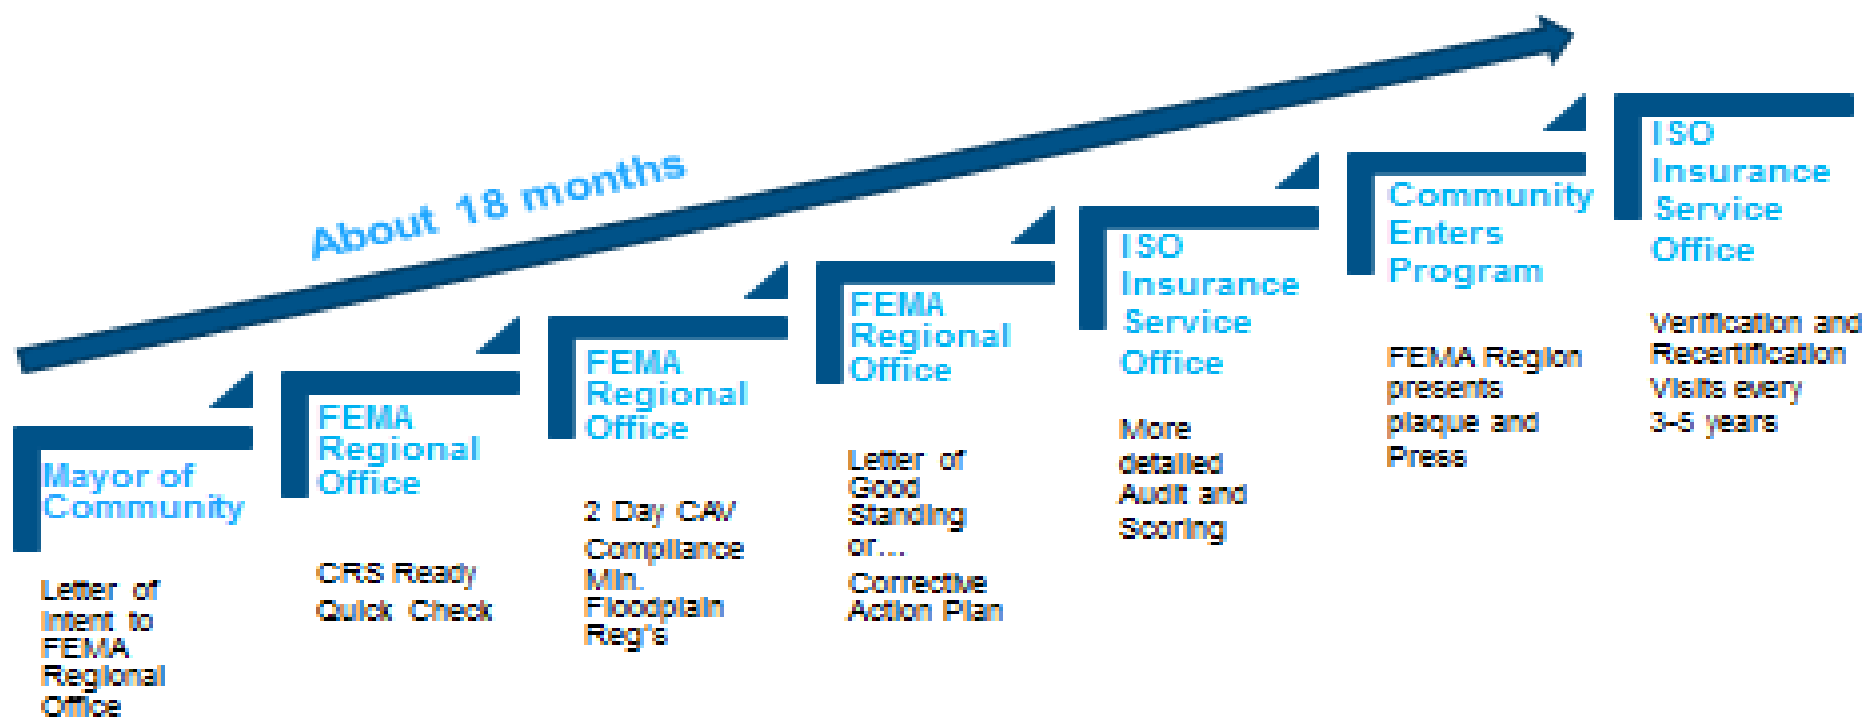 About 18 months
Mayor of
Community
Letter of
Intent to
FEMA
Regional
Office
FEMA
Regional
Office
CRS Ready
Quick Check
FEMA
Regional
Office
2 Day CAV
Compliance
Min.
Floodplain
Reg's
FEMA
Regional
Office
Letter of
Good
Standing
or...
Corrective
Action Plan
ISO
Insurance
Service
Office
More
detailed
Audit and
Scoring
Community
Enters
Program
FEMA Region
presents
plaque and
Press
ISO
Insurance
Service
Office
Verification and
Recertification
Visits every
3-5 years